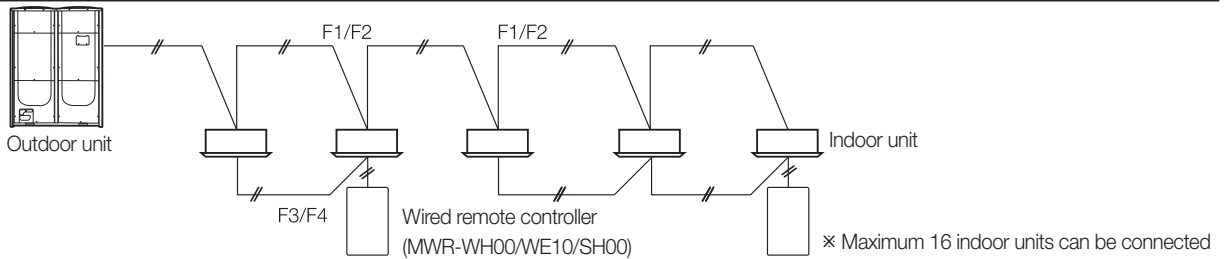 F1/F2
F1/F2
Outdoor unit
Indoor unit
F3/F4
Wired remote controller
(MWR-WH00/WE10/SH00)
※ Maximum 16 indoor units can be connected